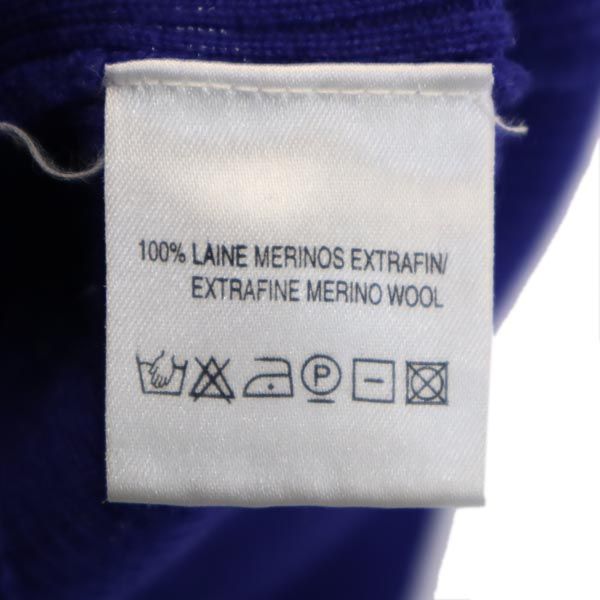 100% LAINE MERINOS EXTRAFIN/
EXTRAFINE MERINO WOOL
P